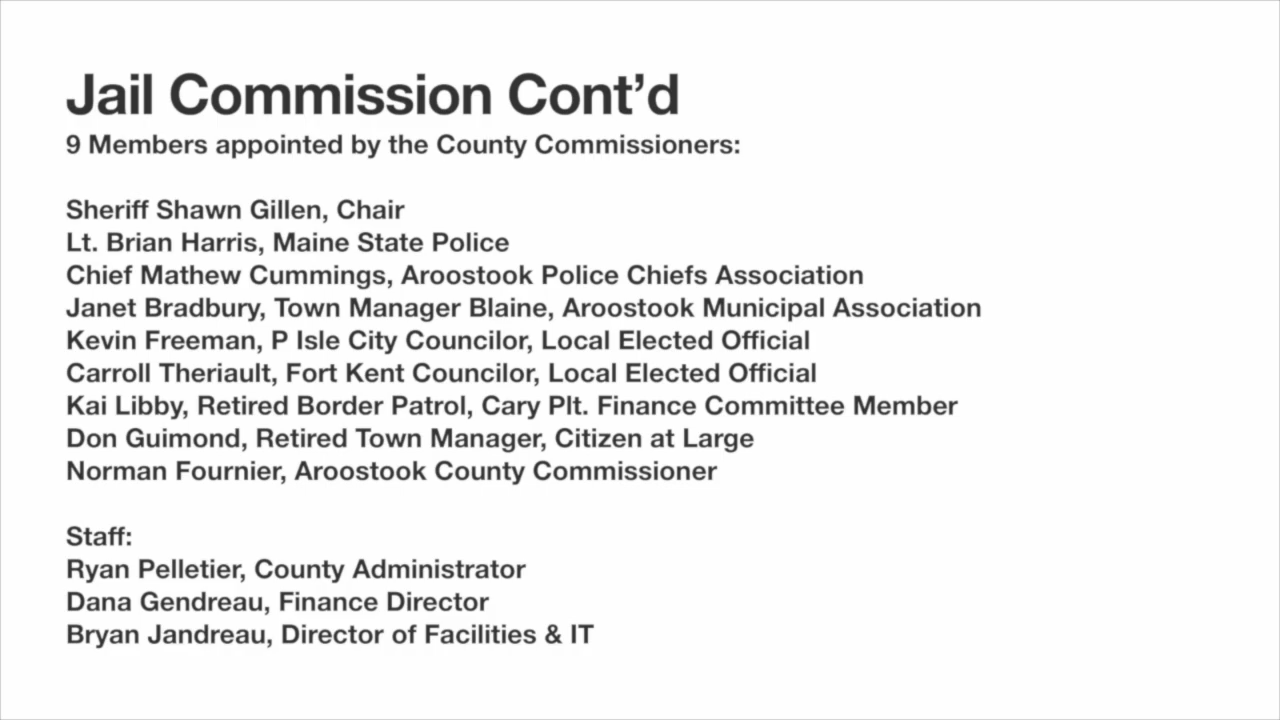 Jail Commission Cont’d
9 Members appointed by the County Commissioners:
Sheriff Shawn Gillen, Chair
Lt. Brian Harris, Maine State Police
Chief Mathew Cummings, Aroostook Police Chiefs Association
Janet Bradbury, Town Manager Blaine, Aroostook Municipal Association
Kevin Freeman, P Isle City Councilor, Local Elected Official
Carroll Theriault, Fort Kent Councilor, Local Elected Official
Kai Libby, Retired Border Patrol, Cary Plt. Finance Committee Member
Don Guimond, Retired Town Manager, Citizen at Large
Norman Fournier, Aroostook County Commissioner
Staff:
Ryan Pelletier, County Administrator
Dana Gendreau, Finance Director
Bryan Jandreau, Director of Facilities & IT